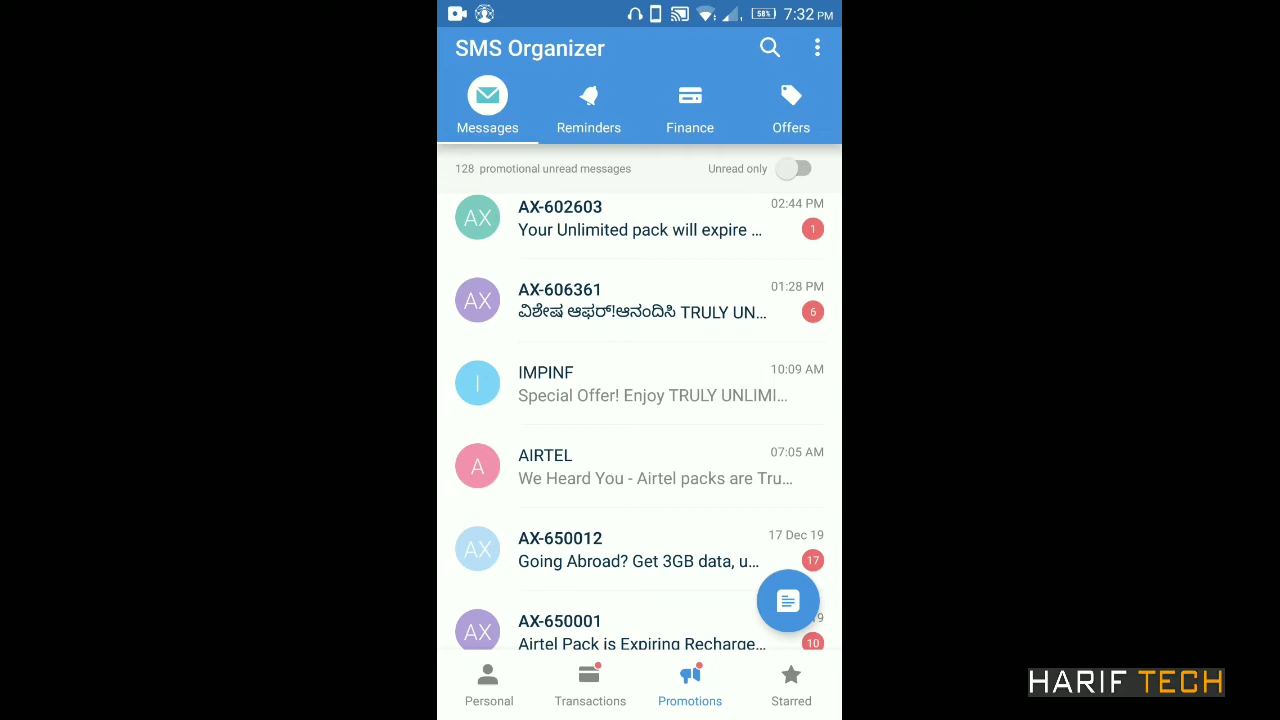 58% 7:32 PM
SMS Organizer
Messages Reminders Finance Offers
128 promotional unread messages Unread only
AX AX-602603 02:44 PM
Your Unlimited pack will expire ... 1
AX AX-606361 01:28 PM
ವಿಶೇಷ ಆಫರ್!ಆನಂದಿಸಿ TRULY UN... 6
I IMPINF 10:09 AM
Special Offer! Enjoy TRULY UNLIMI...
A AIRTEL 07:05 AM
We Heard You - Airtel packs are Tru...
AX AX-650012 17 Dec 19
Going Abroad? Get 3GB data, u... 17
AX AX-650001
Airtel Pack is Expiring Recharge... 10
Personal Transactions Promotions Starred
HARIF TECH